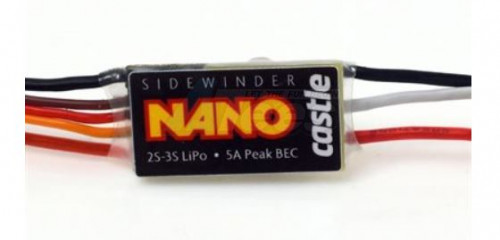 SIDEWINDER
NANO
2S-3S LiPo • 5A Peak BEC
castle